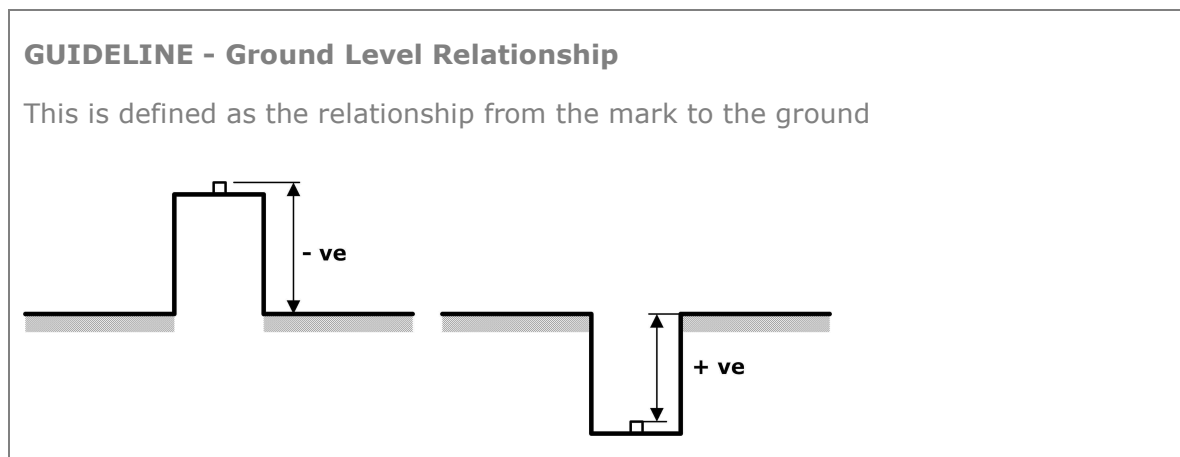 GUIDELINE - Ground Level Relationship
This is defined as the relationship from the mark to the ground
- ve
+ ve